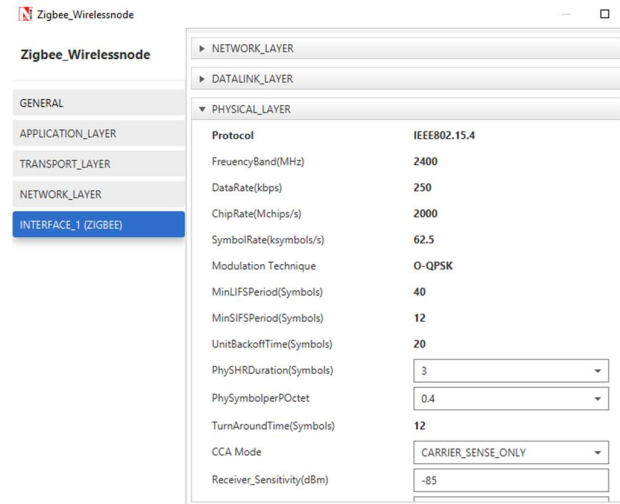 Zigbee_Wirelessnode
Zigbee_Wirelessnode
GENERAL
APPLICATION_LAYER
TRANSPORT_LAYER
NETWORK_LAYER
INTERFACE_1 (ZIGBEE)
NETWORK_LAYER
DATALINK_LAYER
PHYSICAL_LAYER
Protocol IEEE802.15.4
FreuencyBand(MHz) 2400
DataRate(kbps) 250
ChipRate(Mchips/s) 2000
SymbolRate(ksymbols/s) 62.5
Modulation Technique O-QPSK
MinLIFSPeriod(Symbols) 40
MinSIFSPeriod(Symbols) 12
UnitBackoftTime(Symbols) 20
PhySHRDuration(Symbols) 3
PhySymbolperPOctet 0.4
TurnAroundTime(Symbols) 12
CCA Mode CARRIER_SENSE_ONLY
Receiver_Sensitivity(dBm) -85